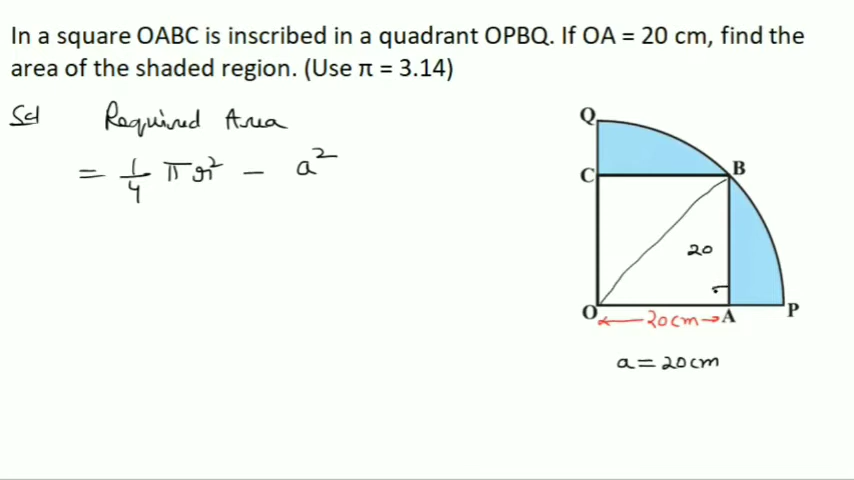 In a square OABC is inscribed in a quadrant OPBQ. If OA = 20 cm, find the
area of the shaded region. (Use π = 3.14)
Sol Required Area
= 1/4 πr² − a²
Q
B
C
20
O
20cm
A
P
a = 20cm